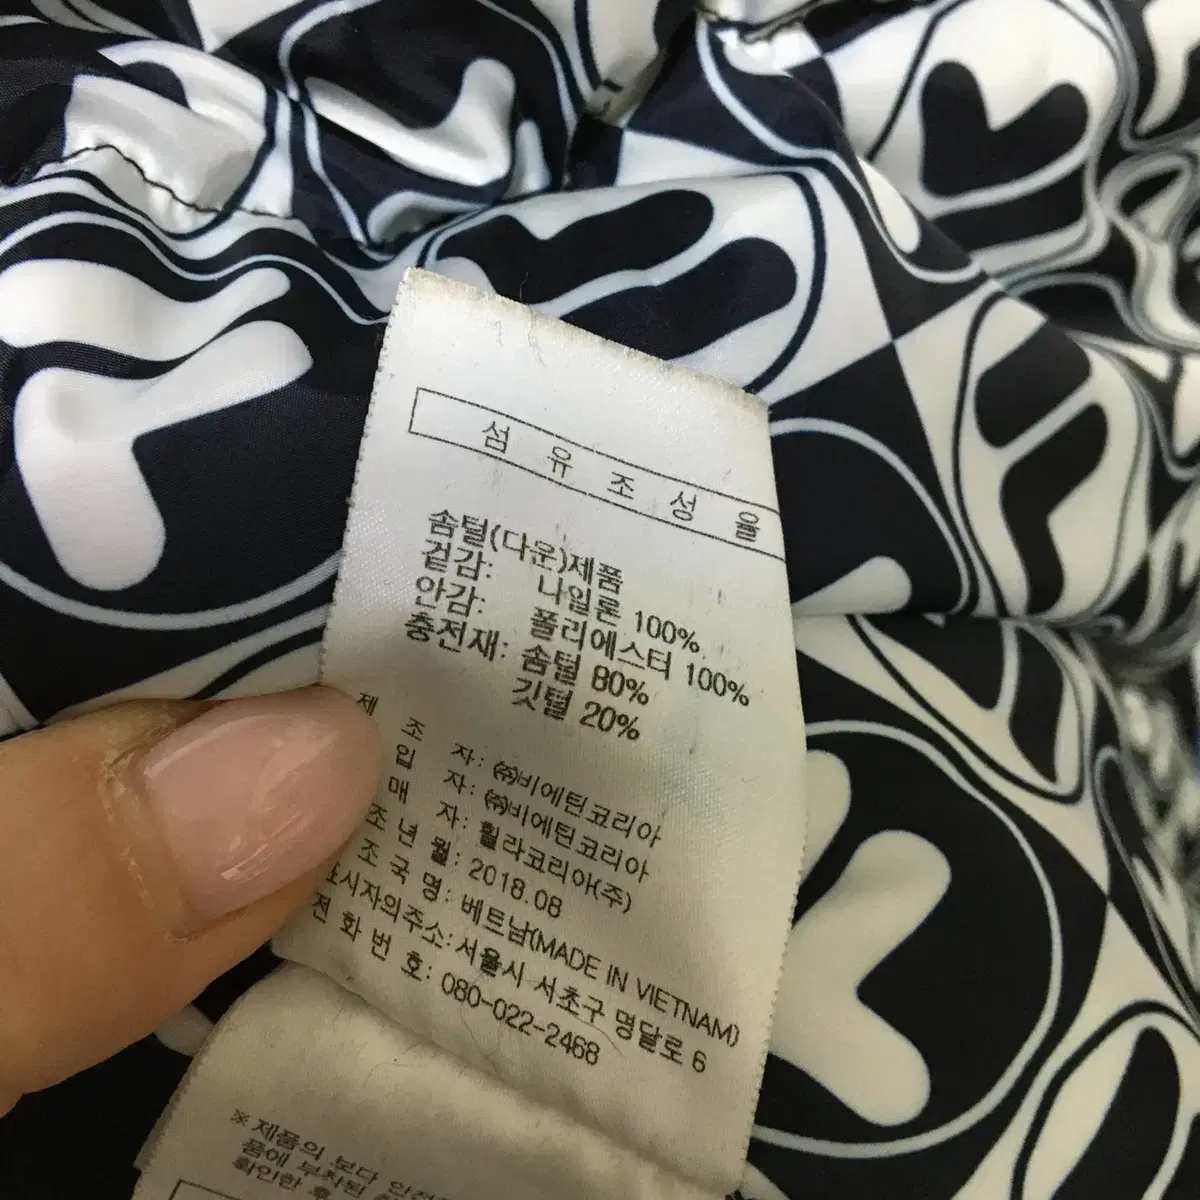 섬 유 조 성 율
솜털(다운)제품
겉감: 나일론 100%
안감: 폴리에스터 100%
충전재: 솜털 80%
깃털 20%
제 조 자: ㈜비에틴코리아
입 자: ㈜비에틴코리아
매 자: 휠라코리아(주)
조 년 월: 2018.08
조 국 명: 베트남(MADE IN VIETNAM)
표시자의주소: 서울시 서초구 명달로 6
전 화 번 호: 080-022-2468
※ 제품의 보다
품에 부착된
확인한 후